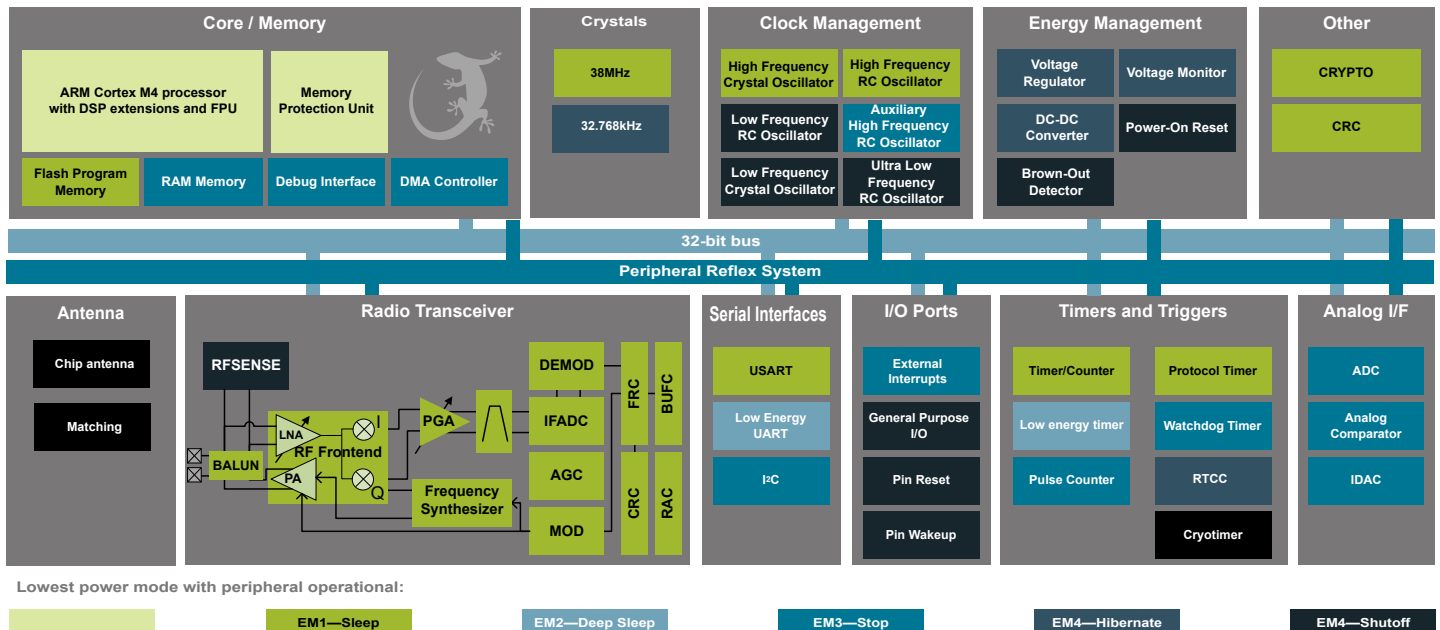 Core / Memory
ARM Cortex M4 processor
with DSP extensions and FPU
Memory
Protection Unit
Flash Program
Memory
RAM Memory
Debug Interface
DMA Controller
Crystals
38MHz
32.768kHz
Clock Management
High Frequency
Crystal Oscillator
High Frequency
RC Oscillator
Low Frequency
RC Oscillator
Auxiliary
High Frequency
RC Oscillator
Low Frequency
Crystal Oscillator
Ultra Low
Frequency
RC Oscillator
Energy Management
Voltage
Regulator
Voltage Monitor
DC-DC
Converter
Power-On Reset
Brown-Out
Detector
Other
CRYPTO
CRC
32-bit bus
Peripheral Reflex System
Antenna
Chip antenna
Matching
Radio Transceiver
RFSENSE
BALUN
LNA
RF Frontend
PA
I
Q
PGA
Frequency
Synthesizer
DEMOD
IFADC
AGC
MOD
FRC
BUFC
CRC
RAC
Serial Interfaces
USART
Low Energy
UART
I2C
I/O Ports
External
Interrupts
General Purpose
I/O
Pin Reset
Pin Wakeup
Timers and Triggers
Timer/Counter
Protocol Timer
Low energy timer
Watchdog Timer
Pulse Counter
RTCC
Cryotimer
Analog I/F
ADC
Analog
Comparator
IDAC
Lowest power mode with peripheral operational:
EM1—Sleep
EM2—Deep Sleep
EM3—Stop
EM4—Hibernate
EM4—Shutoff